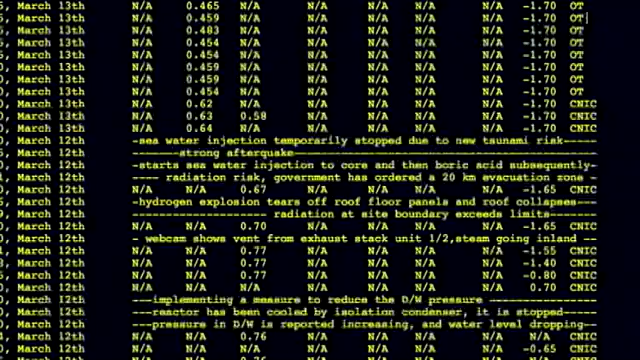 , March 13th N/A 0.465 N/A N/A N/A N/A -1.70 OT
, March 13th N/A 0.459 N/A N/A N/A N/A -1.70 OT|
, March 13th N/A 0.483 N/A N/A N/A N/A -1.70 OT
, March 13th N/A 0.454 N/A N/A N/A N/A -1.70 OT
, March 13th N/A 0.454 N/A N/A N/A N/A -1.70 OT
, March 13th N/A 0.459 N/A N/A N/A N/A -1.70 OT
, March 13th N/A 0.454 N/A N/A N/A N/A -1.70 OT
, March 13th N/A 0.62 N/A N/A N/A N/A -1.70 CNIC
, March 13th N/A 0.63 0.58 N/A N/A N/A -1.70 CNIC
, March 13th N/A 0.64 N/A N/A N/A N/A -1.70 CNIC
, March 12th -sea water injection temporarily stopped due to new tsunami risk-----
, March 12th -------strong afterquake-----------------------------------------------
, March 12th -starts sea water injection to core and then boric acid subsequently-
, March 12th ---- radiation risk, government has ordered a 20 km evacuation zone -
, March 12th N/A N/A 0.67 N/A N/A N/A -1.65 CNIC
, March 12th -hydrogen explosion tears off roof floor panels and roof collapses---
, March 12th -------------------- radiation at site boundary exceeds limits-------
, March 12th N/A N/A 0.70 N/A N/A N/A -1.65 CNIC
, March 12th - webcam shows vent from exhaust stack unit 1/2,steam going inland --
, March 12th N/A N/A 0.77 N/A N/A N/A -1.55 CNIC
, March 12th N/A N/A 0.77 N/A N/A N/A -1.40 CNIC
, March 12th N/A N/A 0.77 N/A N/A N/A -0.80 CNIC
, March 12th N/A N/A N/A N/A N/A N/A 0.70 CNIC
, March 12th ---implementing a measure to reduce the D/W pressure ----------------
, March 12th ---reactor has been cooled by isolation condenser, it is stopped-----
, March 12th ---pressure in D/W is reported increasing, and water level dropping--
, March 12th N/A N/A 0.76 N/A N/A N/A N/A CNIC
, March 12th N/A N/A N/A N/A N/A -0.65 CNIC